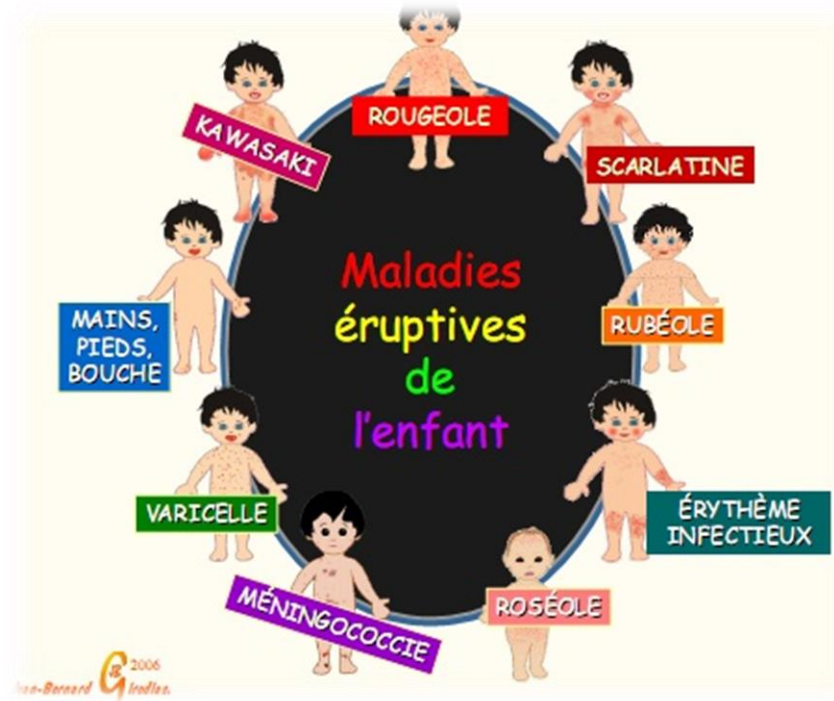 ROUGEOLE
KAWASAKI
SCARLATINE
Maladies
éruptives
de
l'enfant
RUBÉOLE
MAINS,
PIEDS,
BOUCHE
VARICELLE
ÉRYTHÈME
INFECTIEUX
MÉNINGOCOCCIE
ROSÉOLE
2006